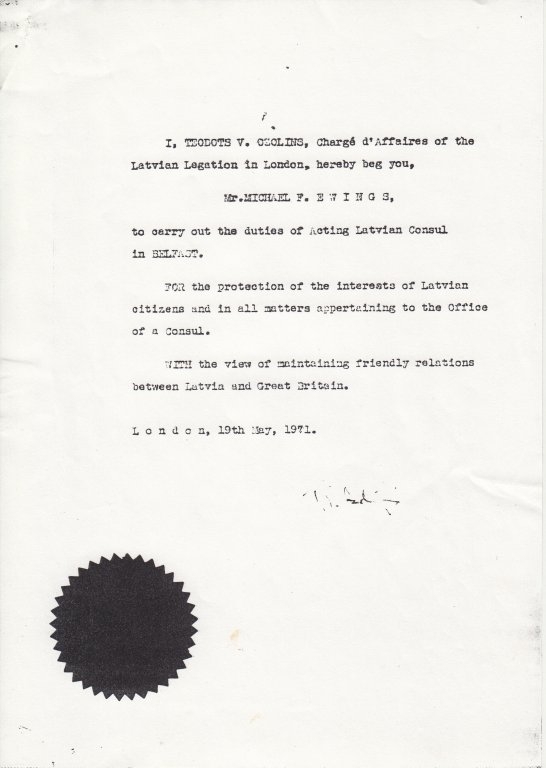 I, TEODOTS V. OZOLINS, Chargé d'Affaires of the
Latvian Legation in London, hereby beg you,
Mr.MICHAEL F. E W I N G S,
to carry out the duties of Acting Latvian Consul
in BELFAST.
FOR the protection of the interests of Latvian
citizens and in all matters appertaining to the Office
of a Consul.
WITH the view of maintaining friendly relations
between Latvia and Great Britain.
L o n d o n, 19th May, 1971.